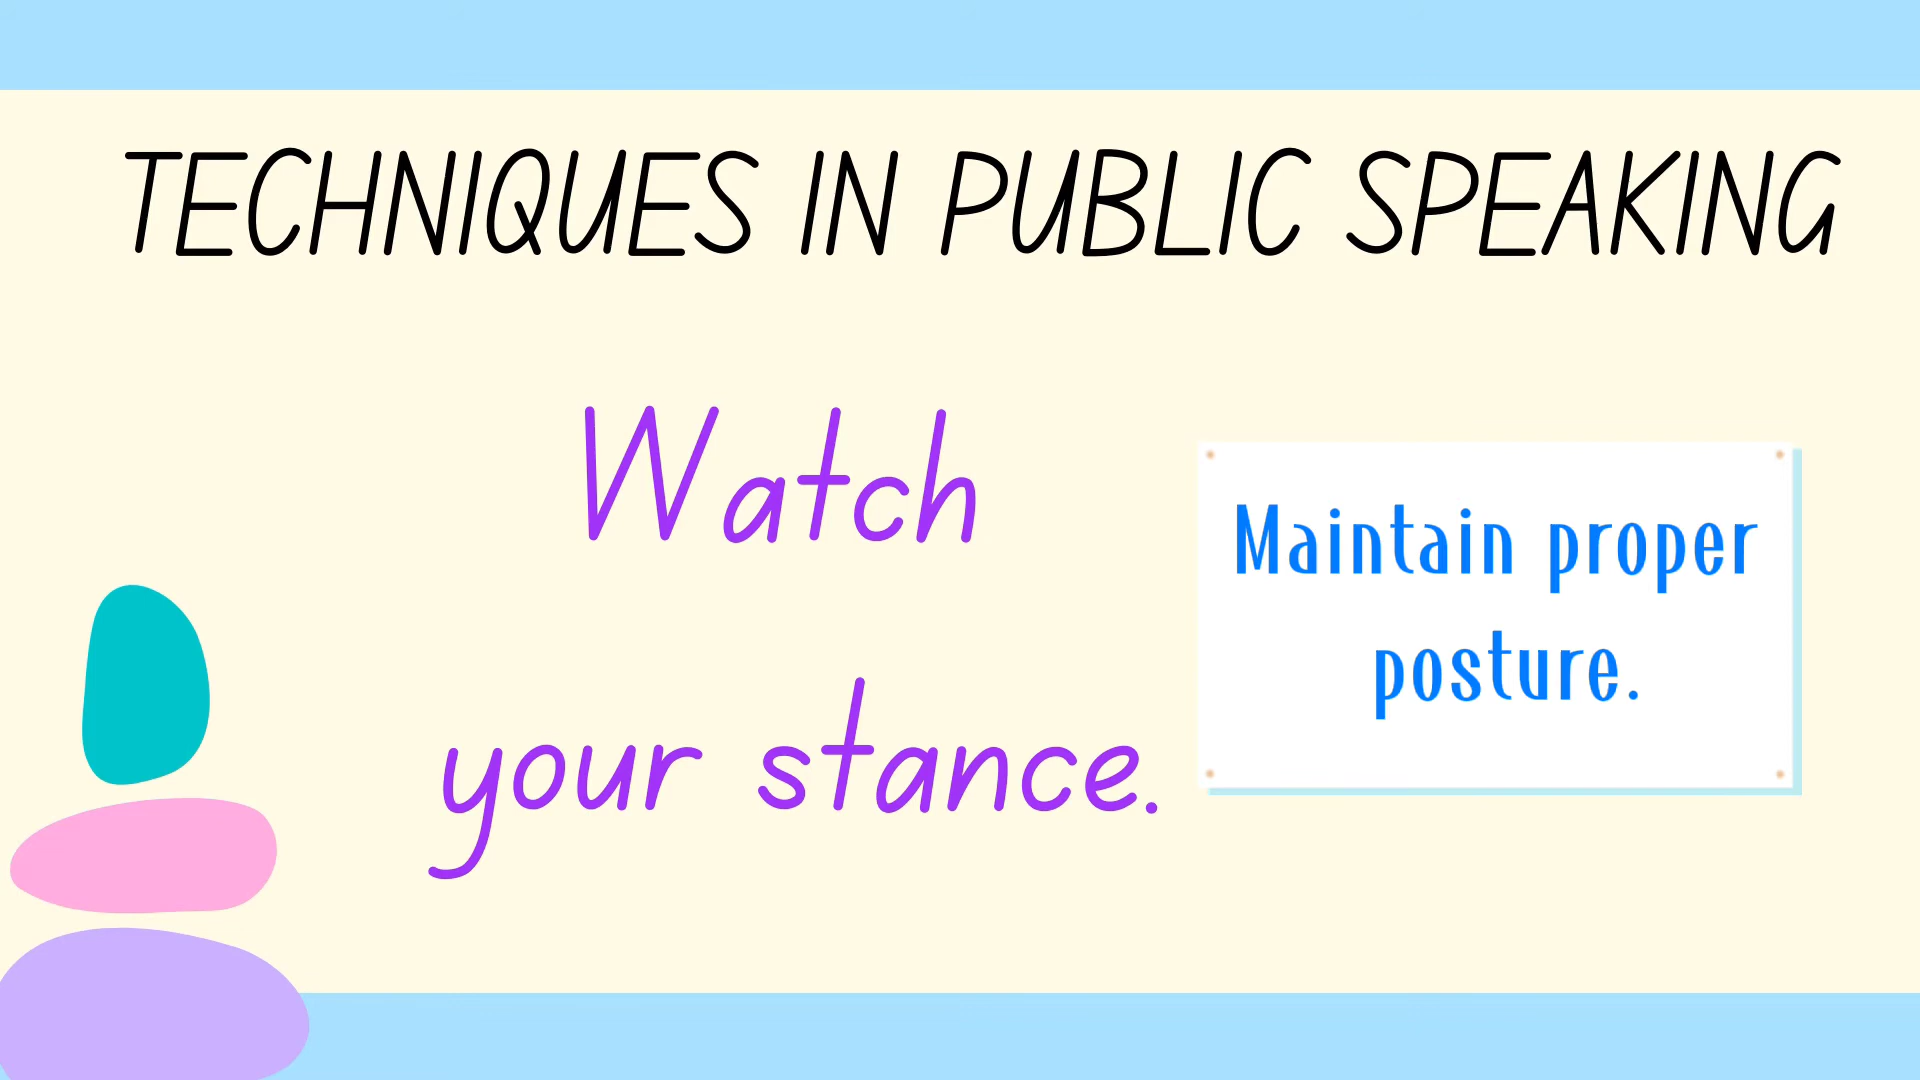 TECHNIQUES IN PUBLIC SPEAKING
Watch
your stance.
Maintain proper
posture.